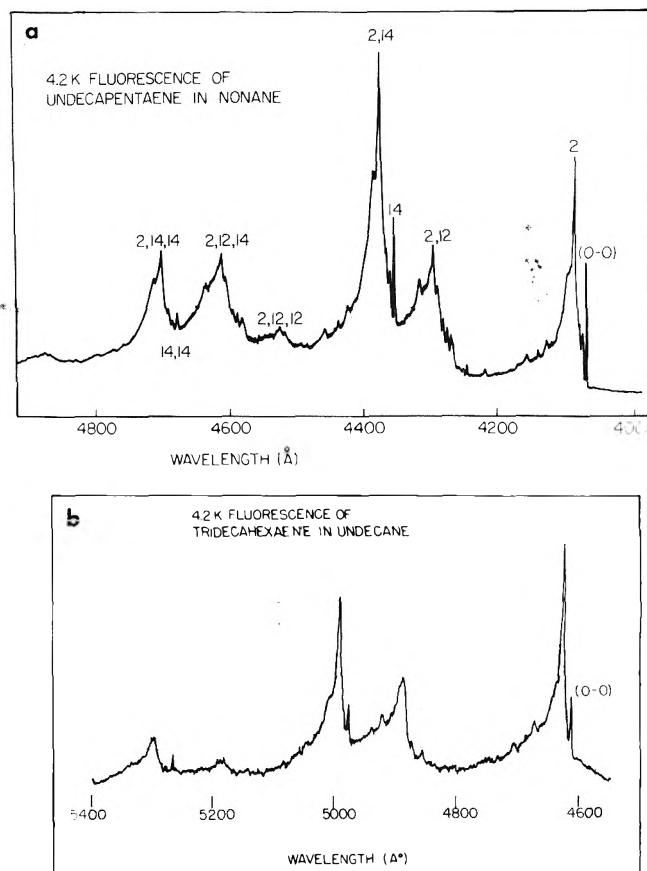 a
4.2 K FLUORESCENCE OF
UNDECAPENTAENE IN NONANE
2,14
2
14
2,12
(0-0)
2,14,14
2,12,14
2,12,12
14,14
4800
4600
4400
4200
WAVELENGTH (Å)
b
4.2 K FLUORESCENCE OF
TRIDECAHEXAENE IN UNDECANE
(0-0)
5400
5200
5000
4800
4600
WAVELENGTH (A°)